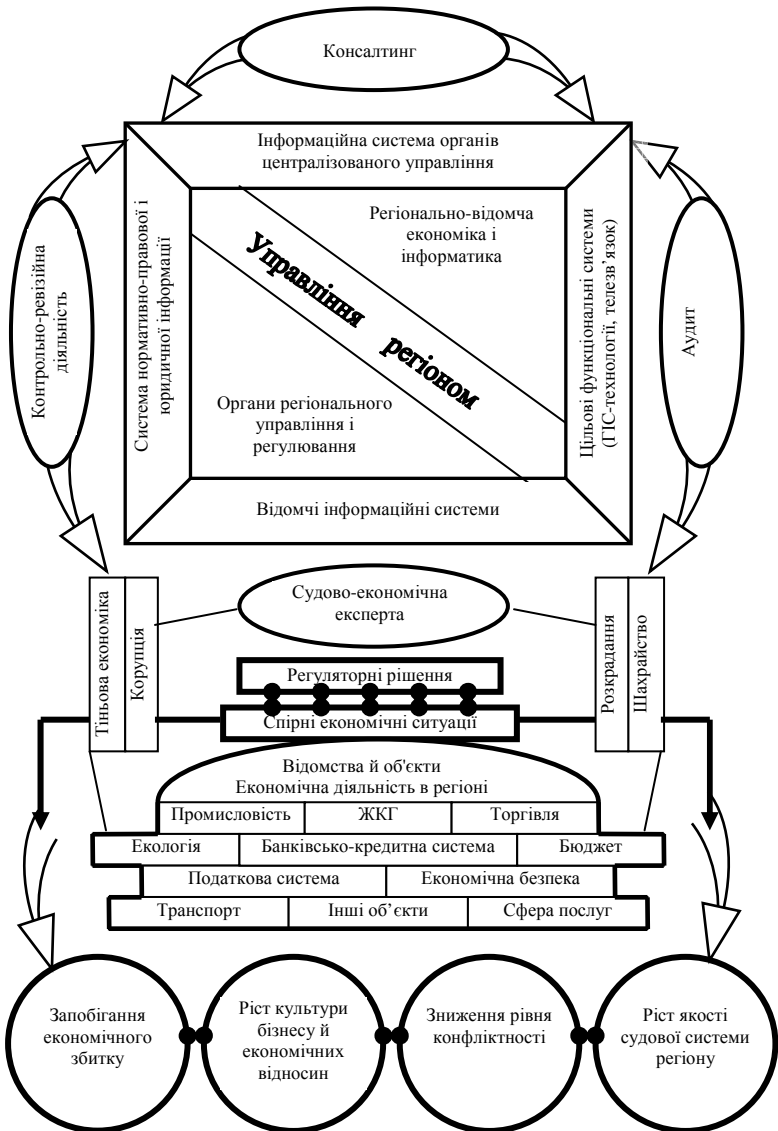 Консалтинг
Інформаційна система органів
централізованого управління
Контрольно-ревізійна
діяльність
Система нормативно-правової і
юридичної інформації
Регіонально-відомча
економіка і
інформатика
Управління регіоном
Органи регіонального
управління і
регулювання
Цільові функціональні системи
(ГІС-технології, телезв’язок)
Аудит
Відомчі інформаційні системи
Тіньова економіка
Корупція
Судово-економічна
експерта
Розкрадання
Шахрайство
Регуляторні рішення
Спірні економічні ситуації
Відомства й об'єкти
Економічна діяльність в регіоні
Промисловість
ЖКГ
Торгівля
Екологія
Банківсько-кредитна система
Бюджет
Податкова система
Економічна безпека
Транспорт
Інші об’єкти
Сфера послуг
Запобігання
економічного
збитку
Ріст культури
бізнесу й
економічних
відносин
Зниження рівня
конфліктності
Ріст якості
судової системи
регіону